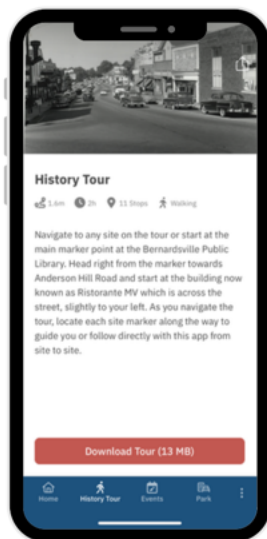 History Tour
1.6m 2h 11 Stops Walking
Navigate to any site on the tour or start at the
main marker point at the Bernardsville Public
Library. Head right from the marker towards
Anderson Hill Road and start at the building now
known as Ristorante MV which is across the
street, slightly to your left. As you navigate the
tour, locate each site marker along the way to
guide you or follow directly with this app from
site to site.
Download Tour (13 MB)
Home History Tour Events Park